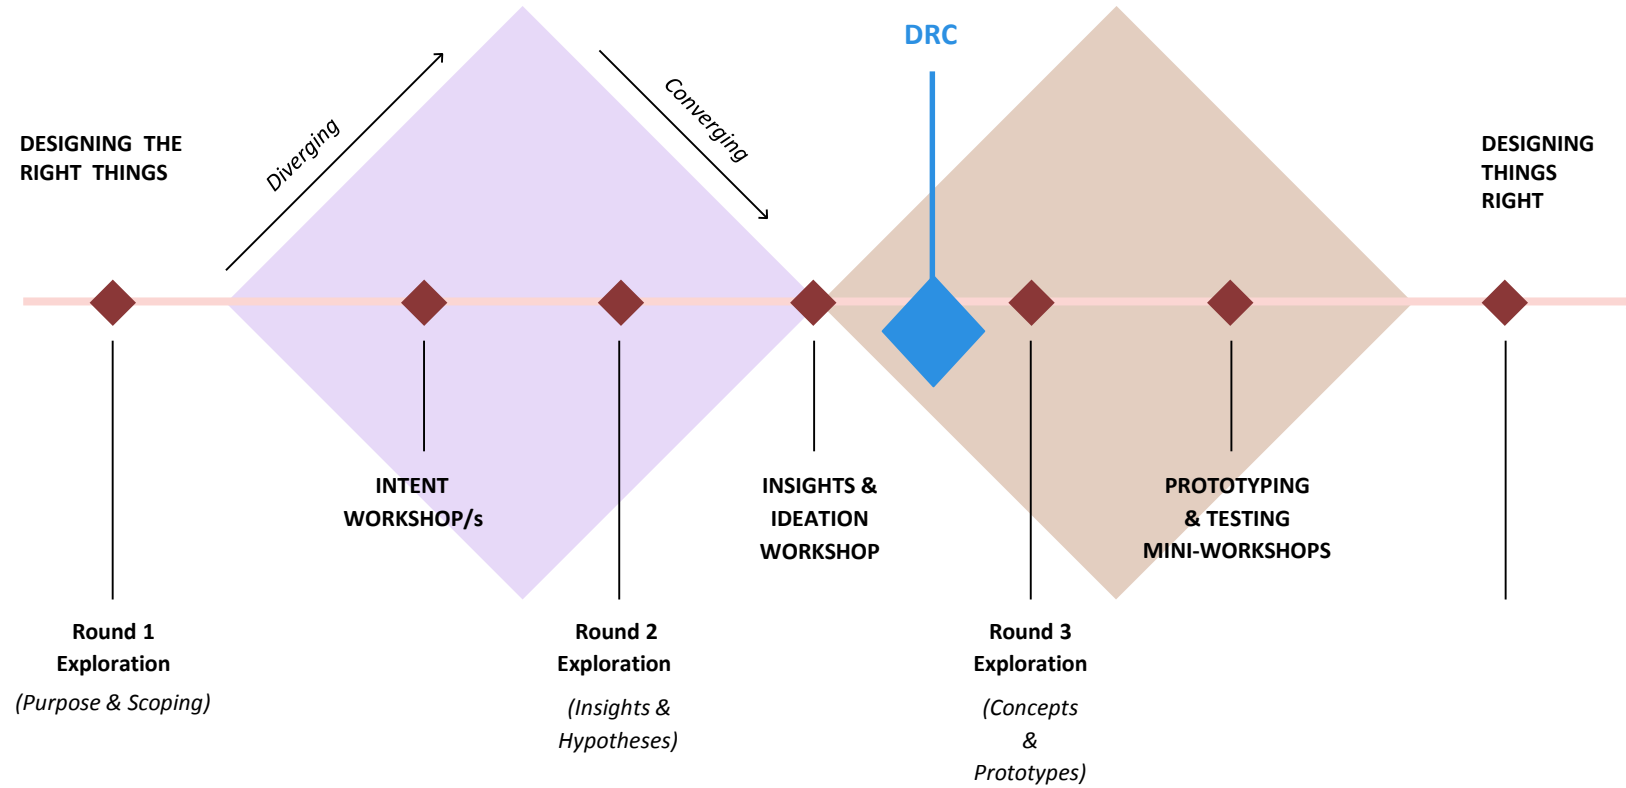 DRC
Diverging
Converging
DESIGNING THE
RIGHT THINGS
DESIGNING
THINGS
RIGHT
INTENT
WORKSHOP/s
INSIGHTS &
IDEATION
WORKSHOP
PROTOTYPING
& TESTING
MINI-WORKSHOPS
Round 1
Exploration
(Purpose & Scoping)
Round 2
Exploration
(Insights &
Hypotheses)
Round 3
Exploration
(Concepts
&
Prototypes)